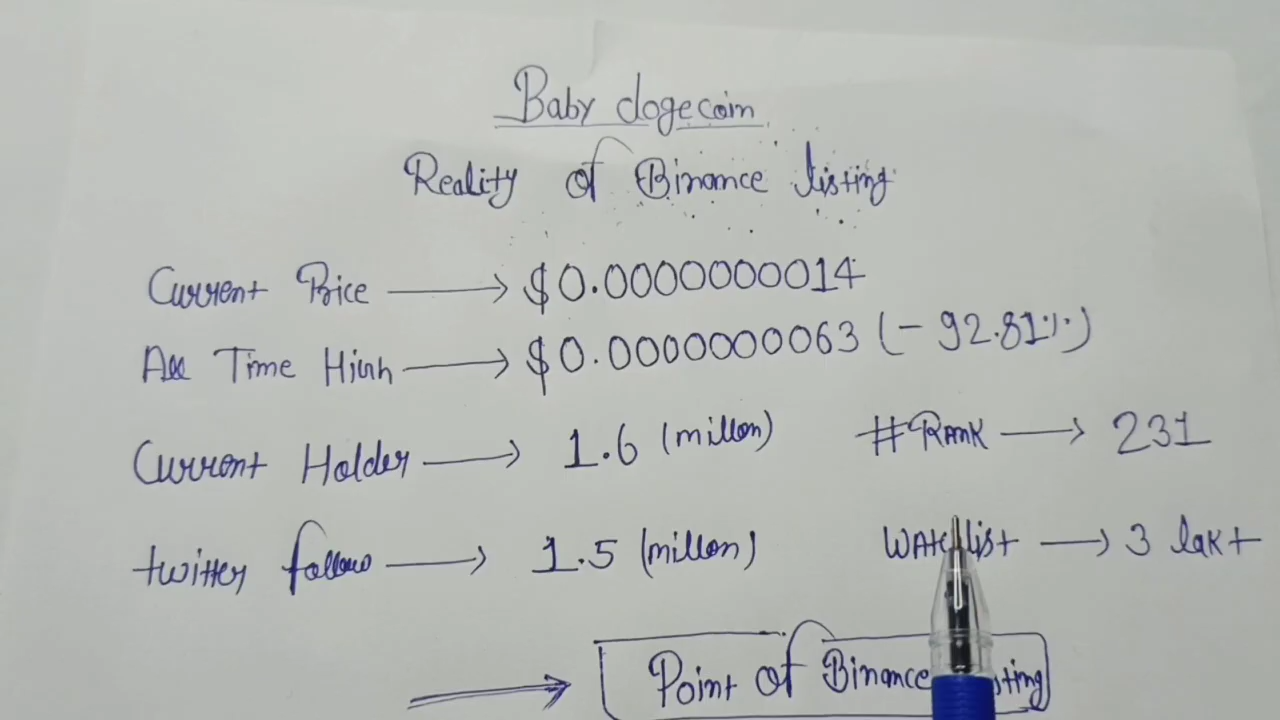 Baby dogecoin
Reality of Binance listing
Current Price → $0.0000000014
All Time High → $0.0000000063 (- 92.81%)
Current Holder → 1.6 (millon)
#RANK → 231
twitter follow → 1.5 (millon)
WATCHlist → 3 lakt
→ Point of Binance